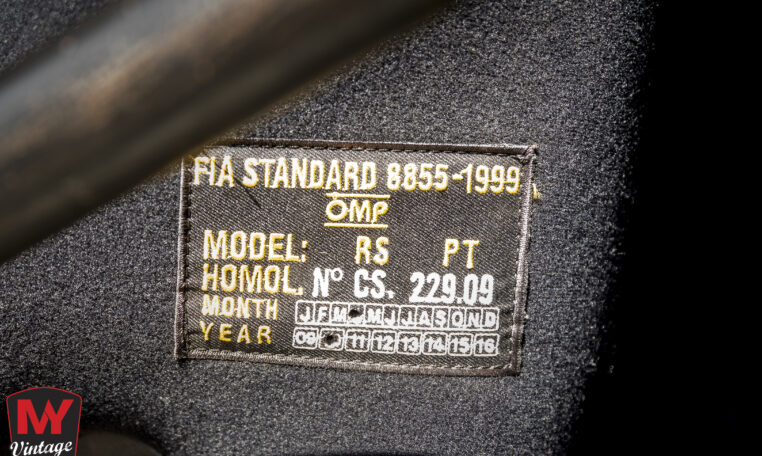 FIA STANDARD 8855-1999
OMP
MODEL: RS PT
HOMOL. N° CS. 229.09
MONTH J F M M J J A S O N D
YEAR 09 11 12 13 14 15 16
MY
Vintage